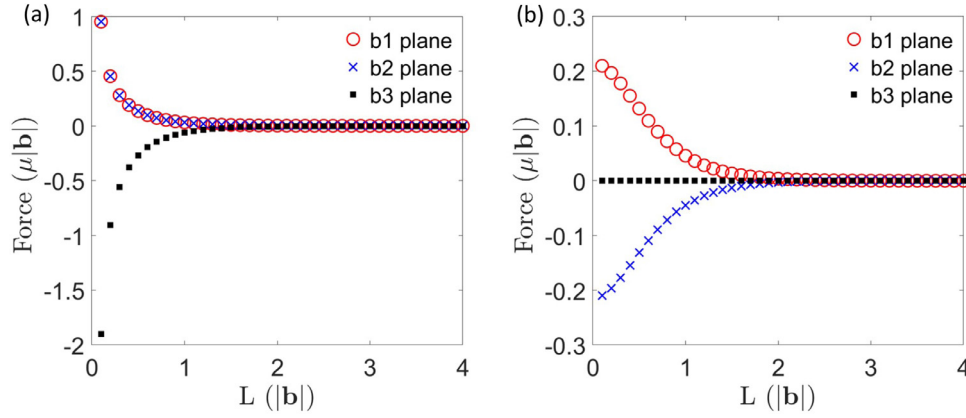 (a)
1
0.5
0
-0.5
-1
-1.5
-2
Force (μ|b|)
b1 plane
b2 plane
b3 plane
0 1 2 3 4
L (|b|)
(b)
0.3
0.2
0.1
0
-0.1
-0.2
-0.3
Force (μ|b|)
b1 plane
b2 plane
b3 plane
0 1 2 3 4
L (|b|)